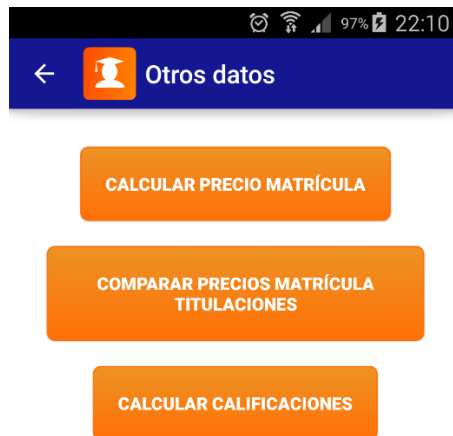 97% 22:10
Otros datos
CALCULAR PRECIO MATRÍCULA
COMPARAR PRECIOS MATRÍCULA
TITULACIONES
CALCULAR CALIFICACIONES